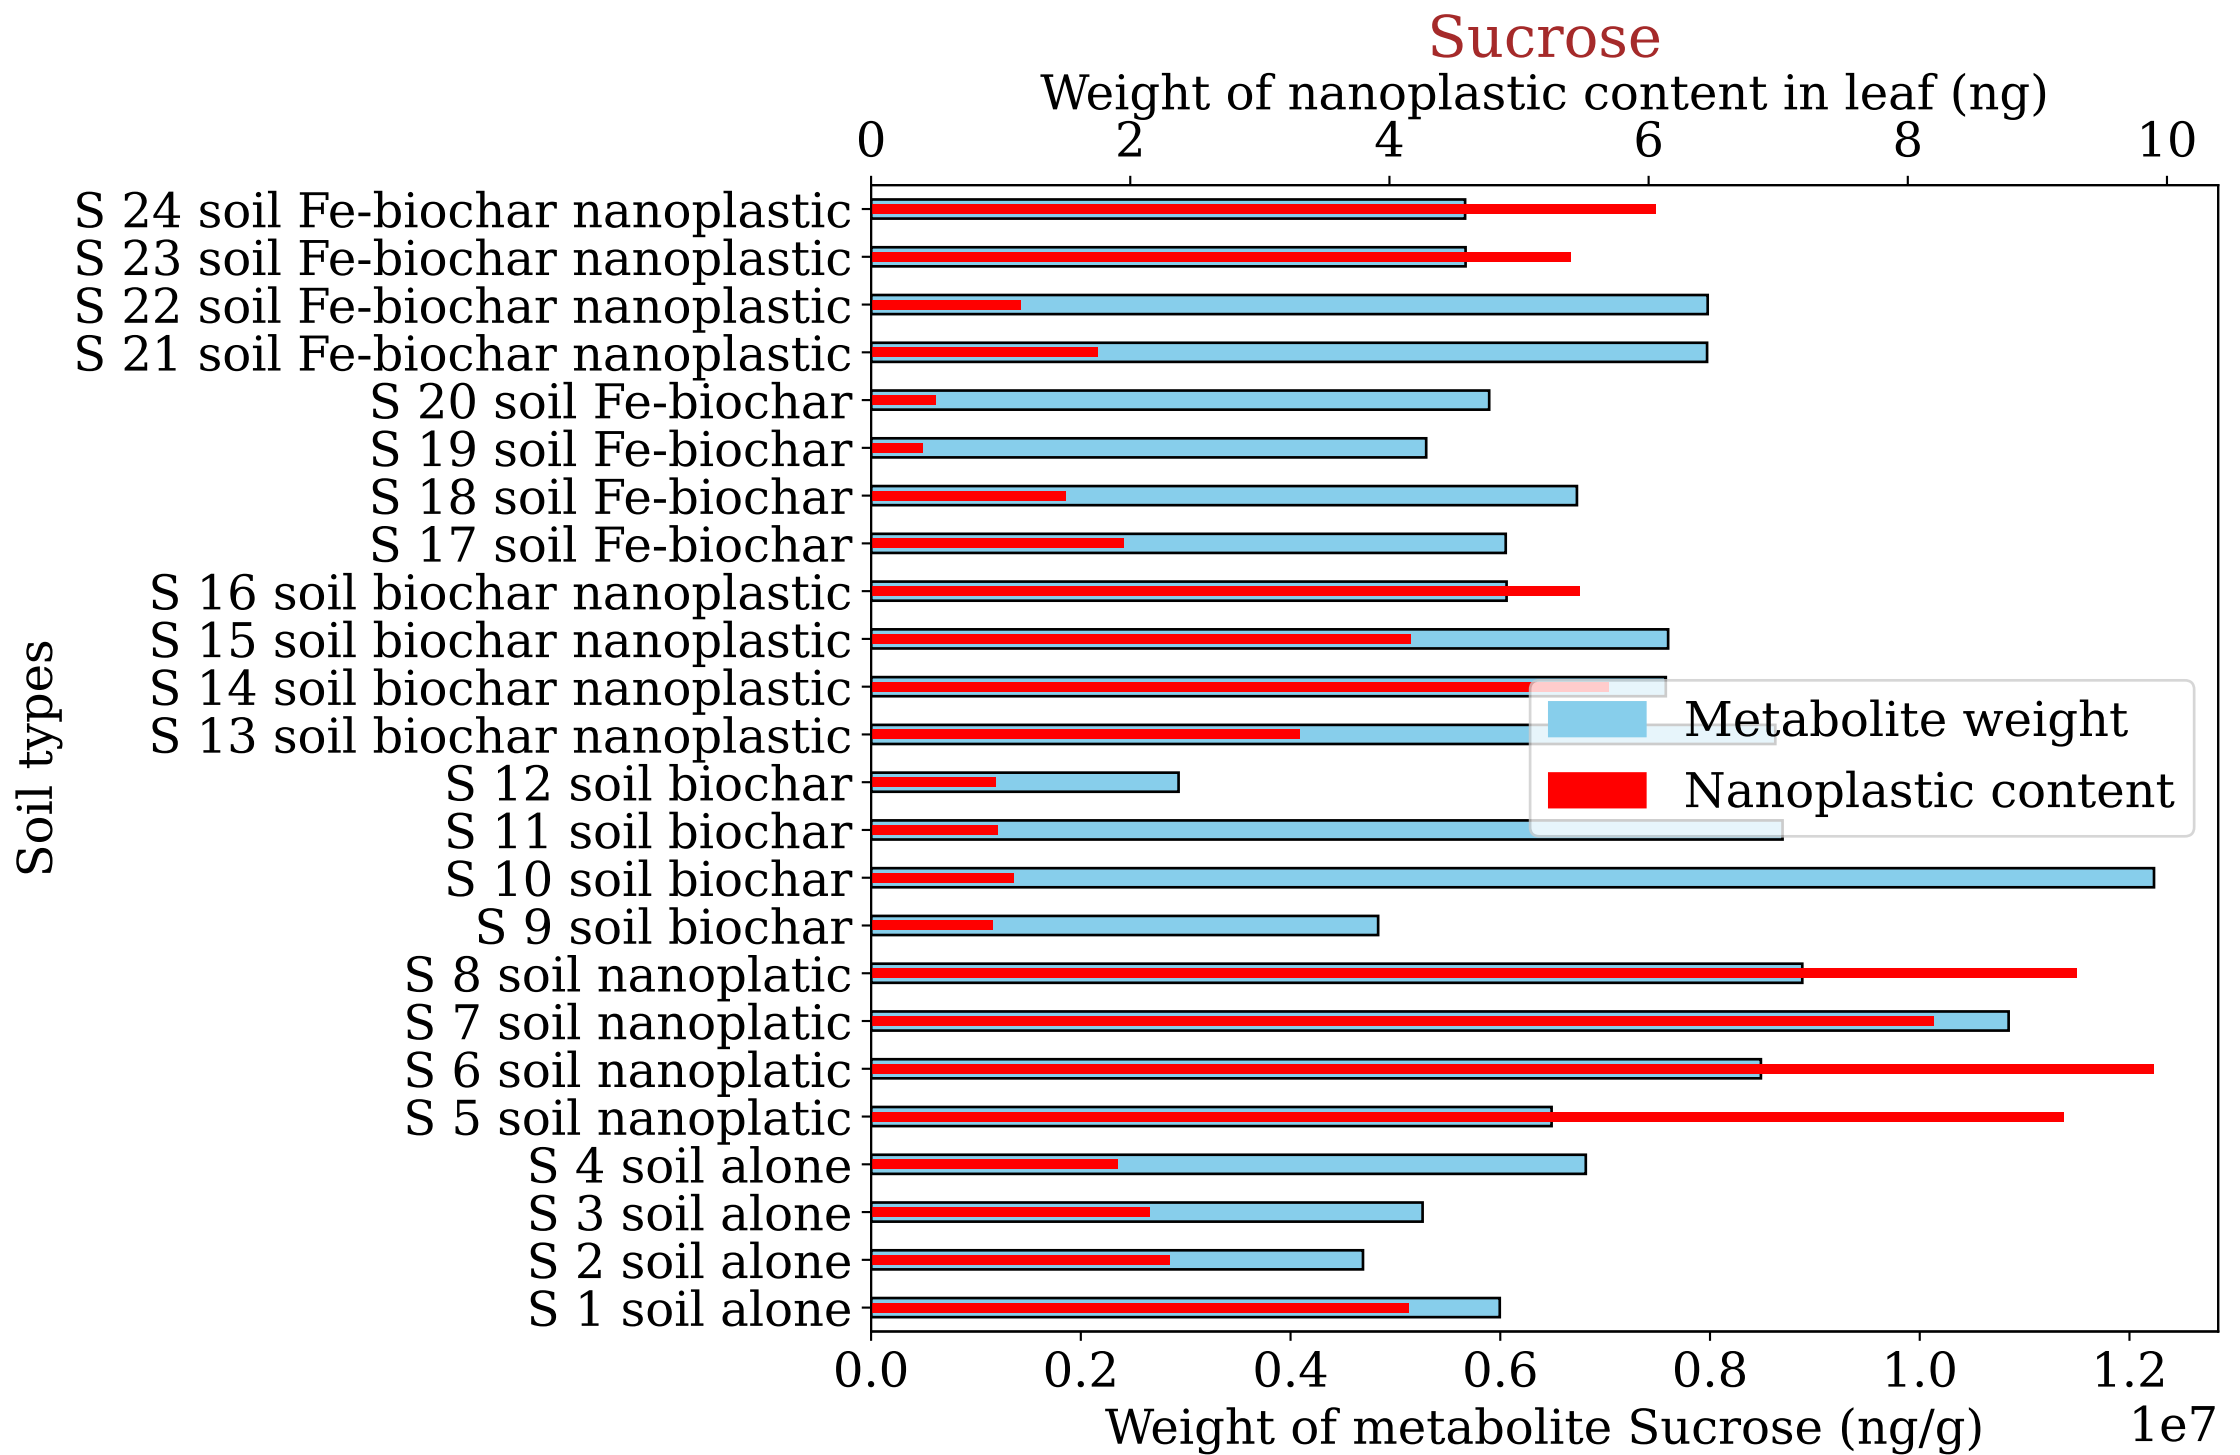 Sucrose
Weight of nanoplastic content in leaf (ng)
0 2 4 6 8 10
S 24 soil Fe-biochar nanoplastic
S 23 soil Fe-biochar nanoplastic
S 22 soil Fe-biochar nanoplastic
S 21 soil Fe-biochar nanoplastic
S 20 soil Fe-biochar
S 19 soil Fe-biochar
S 18 soil Fe-biochar
S 17 soil Fe-biochar
S 16 soil biochar nanoplastic
S 15 soil biochar nanoplastic
S 14 soil biochar nanoplastic
S 13 soil biochar nanoplastic
S 12 soil biochar
S 11 soil biochar
S 10 soil biochar
S 9 soil biochar
S 8 soil nanoplatic
S 7 soil nanoplatic
S 6 soil nanoplatic
S 5 soil nanoplatic
S 4 soil alone
S 3 soil alone
S 2 soil alone
S 1 soil alone
Soil types
Metabolite weight
Nanoplastic content
0.0 0.2 0.4 0.6 0.8 1.0 1.2
Weight of metabolite Sucrose (ng/g)
1e7